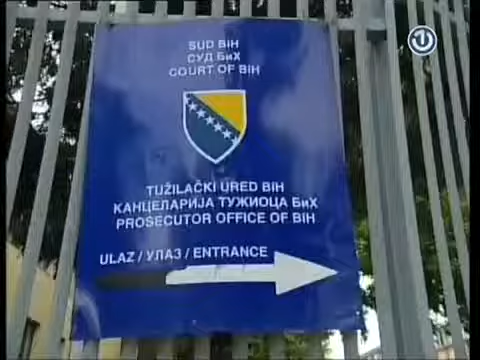 SUD BIH
СУД БиХ
COURT OF BIH
TUŽILAČKI URED BIH
КАНЦЕЛАРИЈА ТУЖИОЦА БиХ
PROSECUTOR OFFICE OF BIH
ULAZ / УЛАЗ / ENTRANCE
1